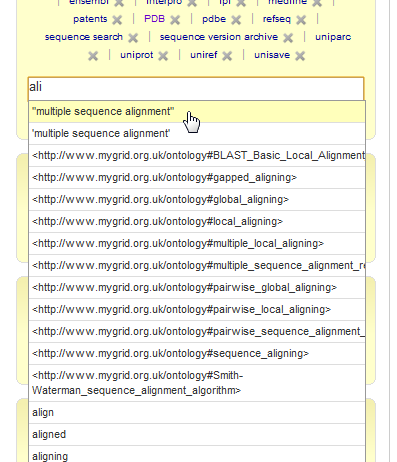 ensembl | interpro | ipi | medline |
patents | PDB | pdbe | refseq |
sequence search | sequence version archive | uniparc
| uniprot | uniref | unisave
ali
"multiple sequence alignment"
'multiple sequence alignment'
<http://www.mygrid.org.uk/ontology#BLAST_Basic_Local_Alignment
<http://www.mygrid.org.uk/ontology#gapped_aligning>
<http://www.mygrid.org.uk/ontology#global_aligning>
<http://www.mygrid.org.uk/ontology#local_aligning>
<http://www.mygrid.org.uk/ontology#multiple_local_aligning>
<http://www.mygrid.org.uk/ontology#multiple_sequence_alignment_re
<http://www.mygrid.org.uk/ontology#pairwise_global_aligning>
<http://www.mygrid.org.uk/ontology#pairwise_local_aligning>
<http://www.mygrid.org.uk/ontology#pairwise_sequence_alignment_
<http://www.mygrid.org.uk/ontology#sequence_aligning>
<http://www.mygrid.org.uk/ontology#Smith-
Waterman_sequence_alignment_algorithm>
align
aligned
aligning